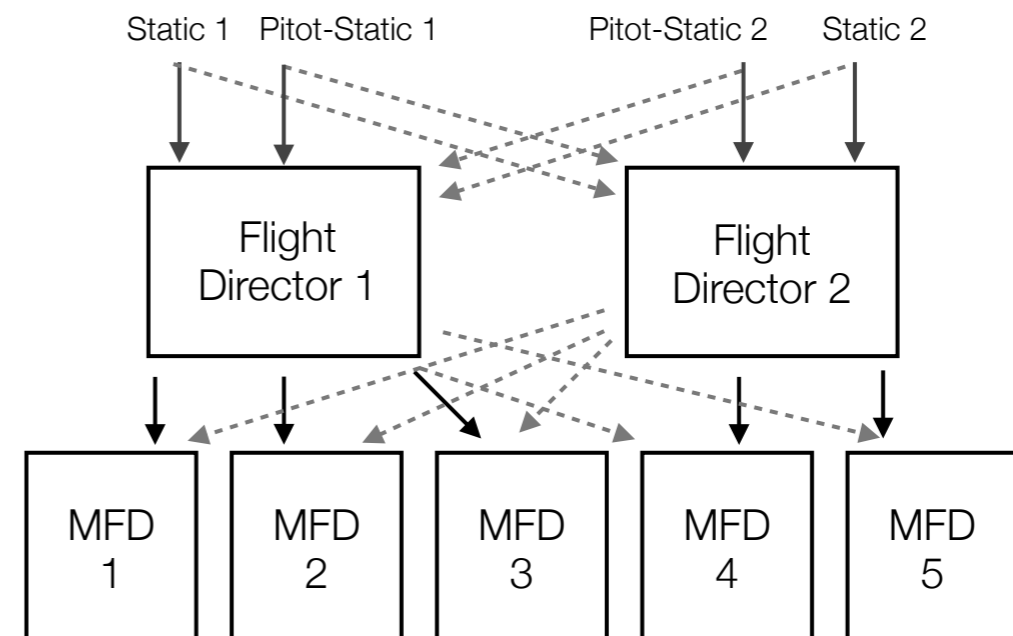 Static 1 Pitot-Static 1 Pitot-Static 2 Static 2
Flight
Director 1
Flight
Director 2
MFD
1
MFD
2
MFD
3
MFD
4
MFD
5